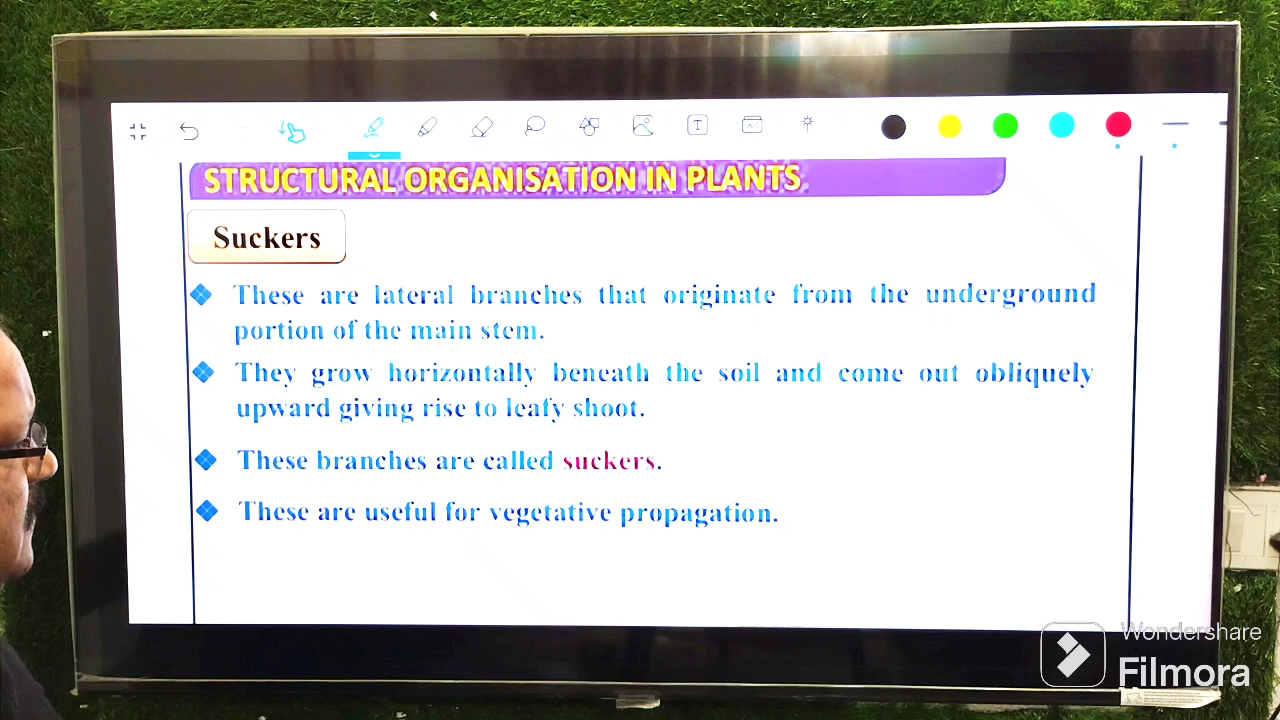 STRUCTURAL ORGANISATION IN PLANTS
Suckers
These are lateral branches that originate from the underground
portion of the main stem.
They grow horizontally beneath the soil and come out obliquely
upward giving rise to leafy shoot.
These branches are called suckers.
These are useful for vegetative propagation.
Wondershare
Filmora